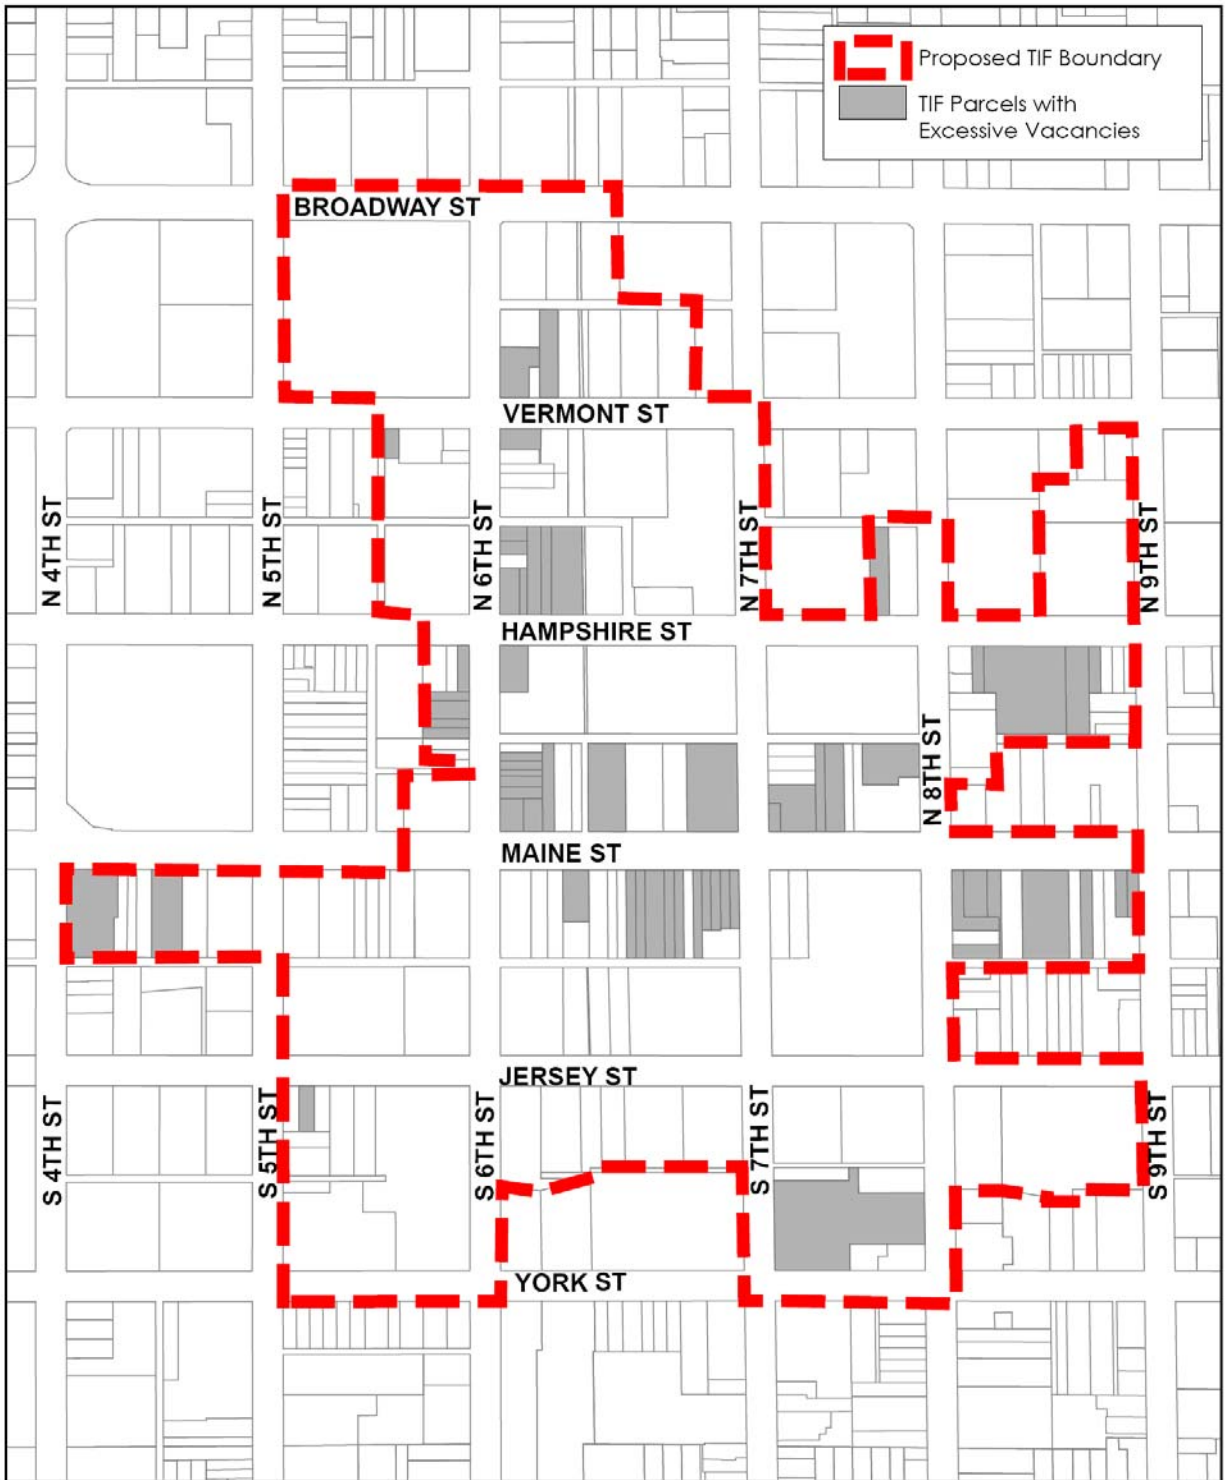 Proposed TIF Boundary
TIF Parcels with
Excessive Vacancies
BROADWAY ST
VERMONT ST
N 4TH ST
N 5TH ST
N 6TH ST
N 7TH ST
N 9TH ST
HAMPSHIRE ST
N 8TH ST
MAINE ST
JERSEY ST
S 4TH ST
S 5TH ST
S 6TH ST
S 7TH ST
S 9TH ST
YORK ST